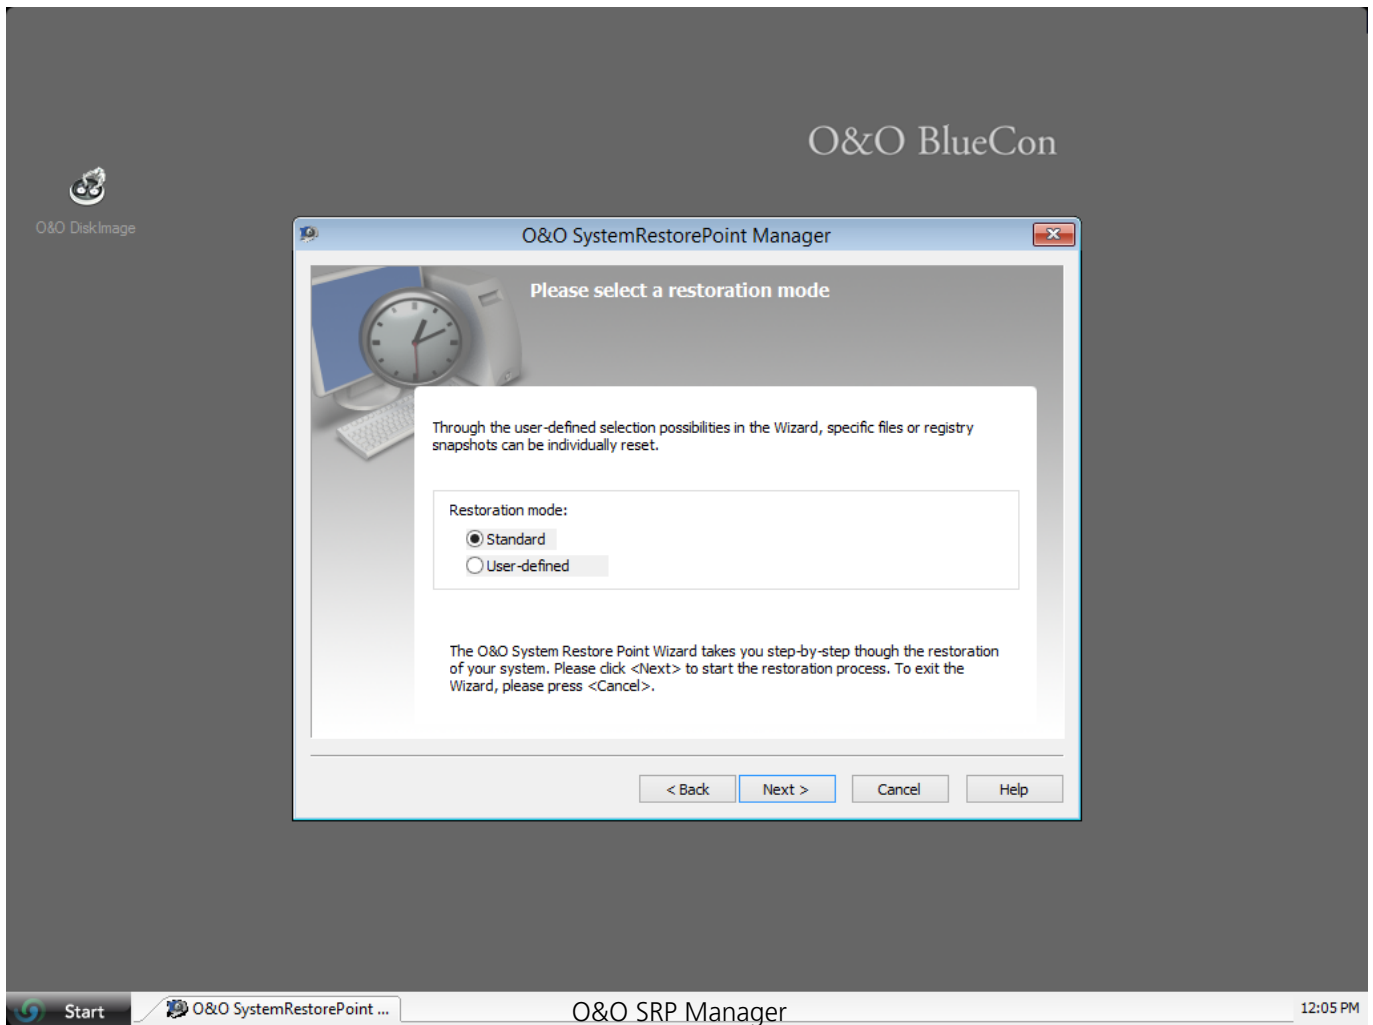 O&O BlueCon
O&O DiskImage
O&O SystemRestorePoint Manager
Please select a restoration mode
Through the user-defined selection possibilities in the Wizard, specific files or registry
snapshots can be individually reset.
Restoration mode:
Standard
User-defined
The O&O System Restore Point Wizard takes you step-by-step though the restoration
of your system. Please click <Next> to start the restoration process. To exit the
Wizard, please press <Cancel>.
< Back
Next >
Cancel
Help
Start
O&O SystemRestorePoint ...
O&O SRP Manager
12:05 PM